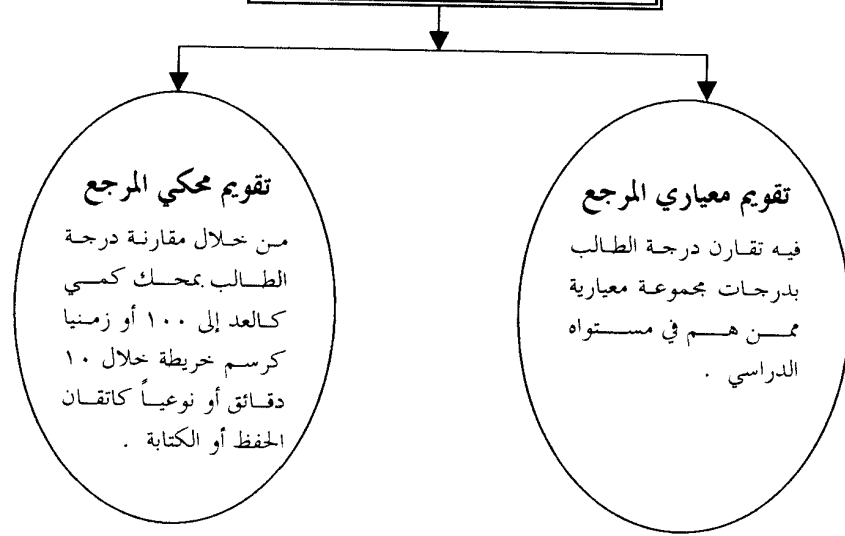 تقويم معياري المرجع
فيه تقارن درجة الطالب
بدرجات مجموعة معيارية
ممن هم في مستواه
الدراسي .
تقويم محكي المرجع
من خلال مقارنة درجة
الطالب بمحك كمي
كالعد إلى ١٠٠ أو زمنيا
كرسم خريطة خلال ١٠
دقائق أو نوعياً كاتقان
الحفظ أو الكتابة .